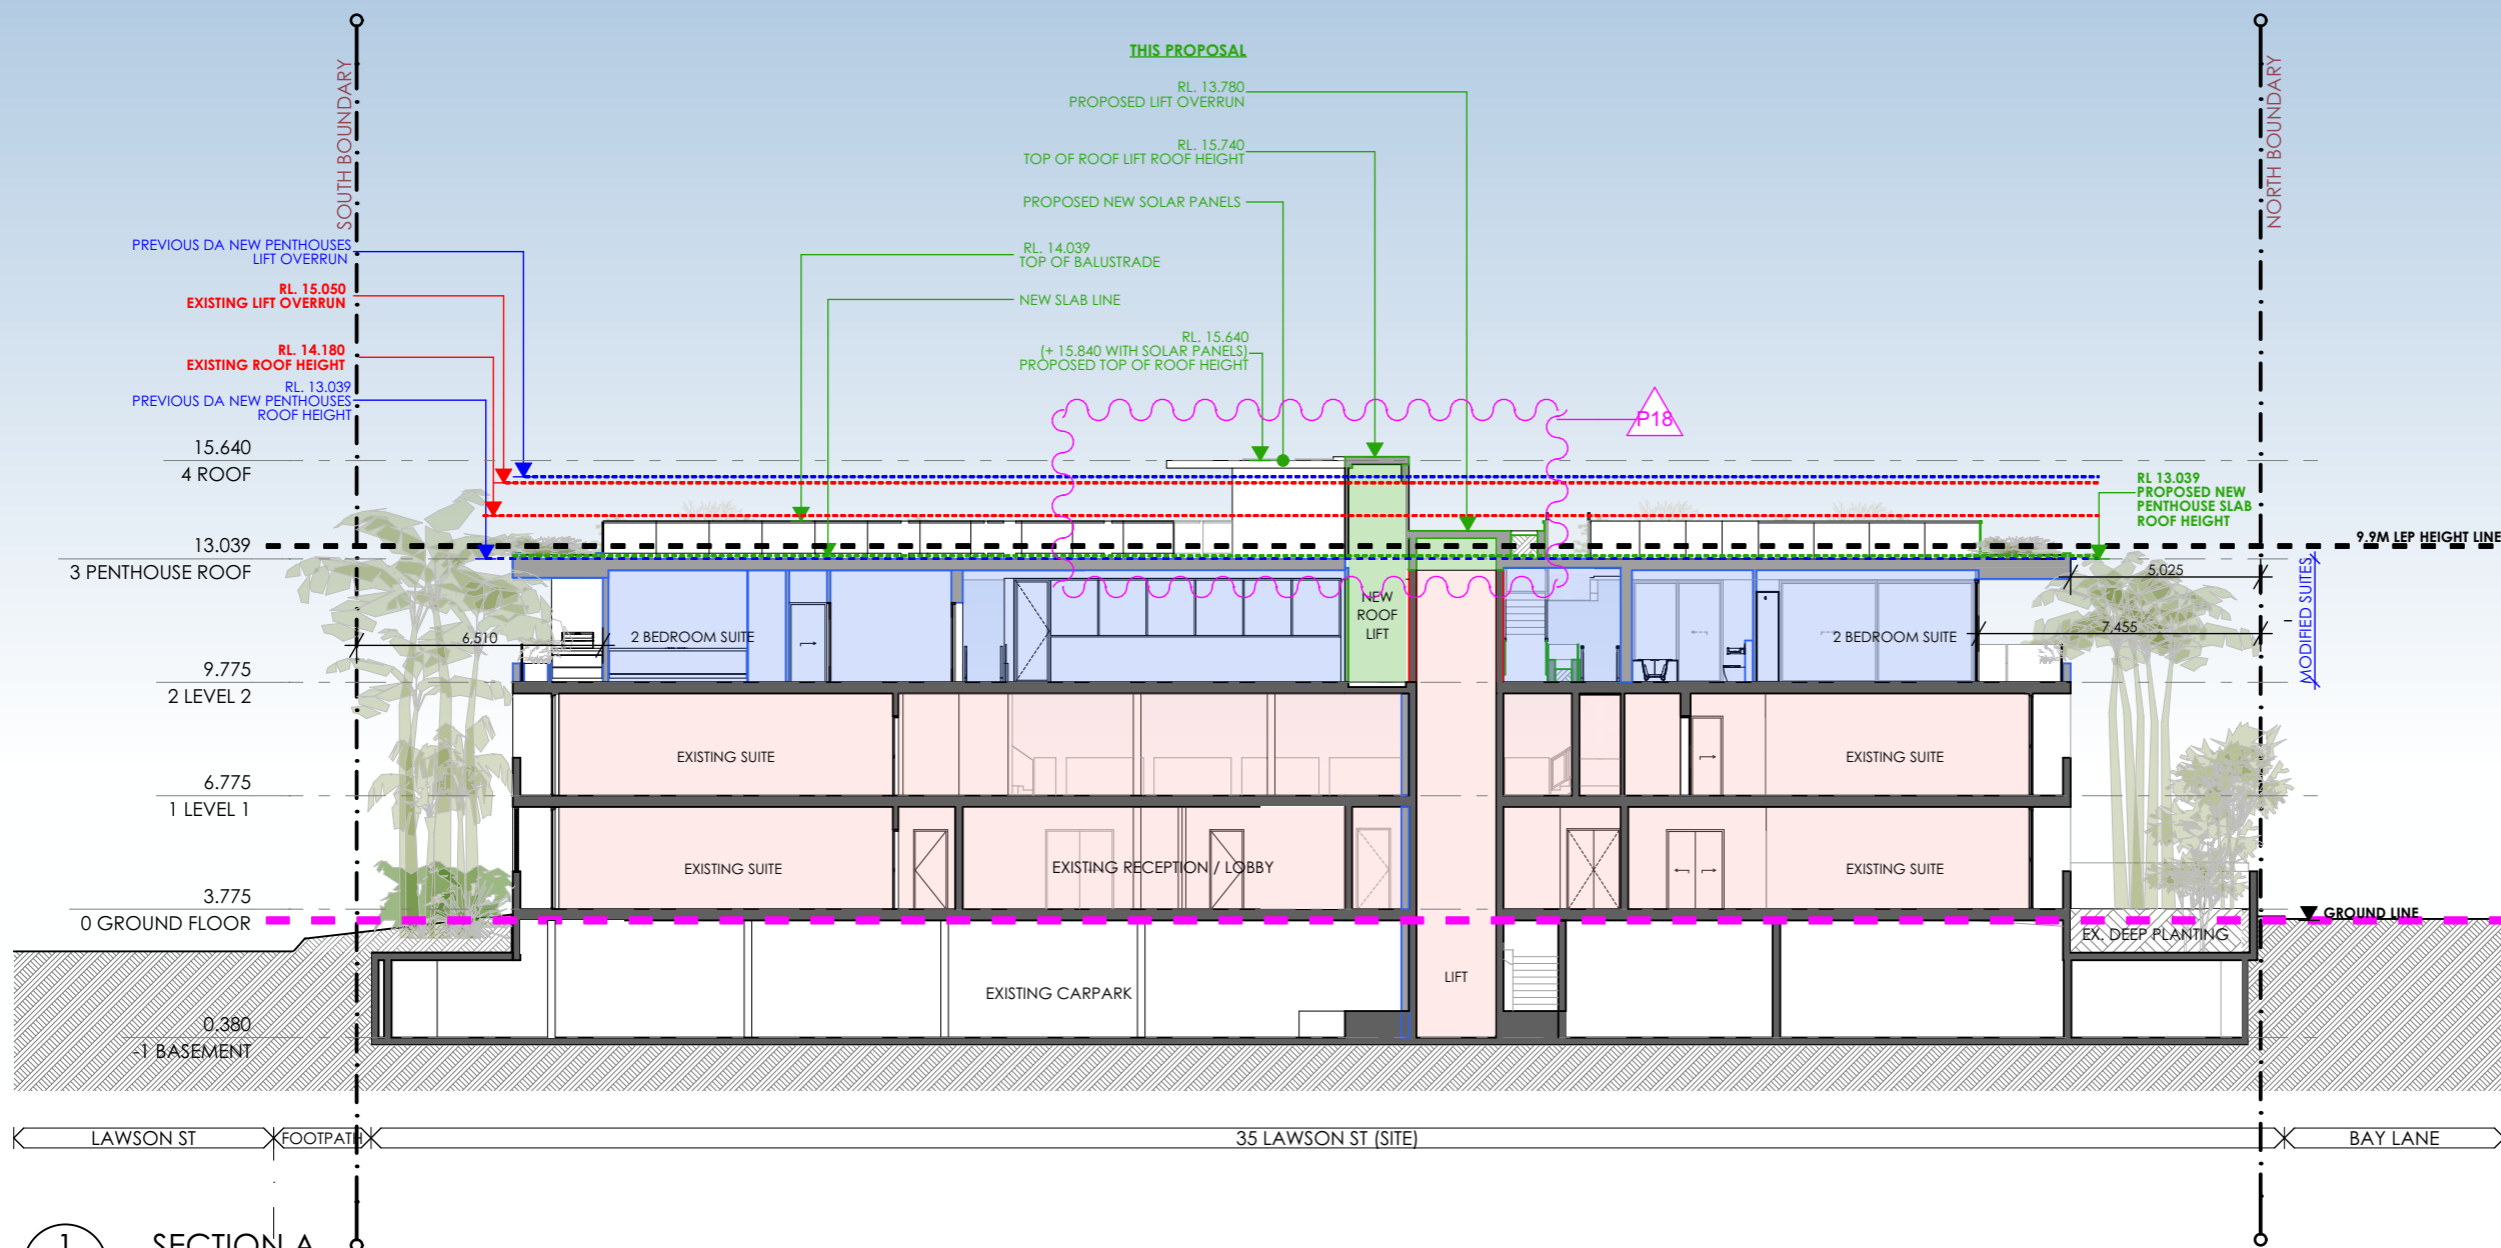 THIS PROPOSAL
RL. 13.780
PROPOSED LIFT OVERRUN
RL. 15.740
TOP OF ROOF LIFT ROOF HEIGHT
PROPOSED NEW SOLAR PANELS
RL. 14.039
TOP OF BALUSTRADE
NEW SLAB LINE
RL. 15.640
(+ 15.840 WITH SOLAR PANELS)
PROPOSED TOP OF ROOF HEIGHT
SOUTH BOUNDARY
NORTH BOUNDARY
PREVIOUS DA NEW PENTHOUSES
LIFT OVERRUN
RL. 15.050
EXISTING LIFT OVERRUN
RL. 14.180
EXISTING ROOF HEIGHT
RL. 13.039
PREVIOUS DA NEW PENTHOUSES
ROOF HEIGHT
P18
15.640
4 ROOF
RL 13.039
PROPOSED NEW
PENTHOUSE SLAB
ROOF HEIGHT
9.9M LEP HEIGHT LINE
13.039
3 PENTHOUSE ROOF
5,025
NEW
ROOF
LIFT
6,510
2 BEDROOM SUITE
2 BEDROOM SUITE
7,455
MODIFIED SUITES
9.775
2 LEVEL 2
EXISTING SUITE
EXISTING SUITE
6.775
1 LEVEL 1
EXISTING SUITE
EXISTING RECEPTION / LOBBY
EXISTING SUITE
3.775
0 GROUND FLOOR
GROUND LINE
EX. DEEP PLANTING
LIFT
EXISTING CARPARK
0.380
-1 BASEMENT
LAWSON ST
FOOTPATH
35 LAWSON ST (SITE)
BAY LANE
1
SECTION A